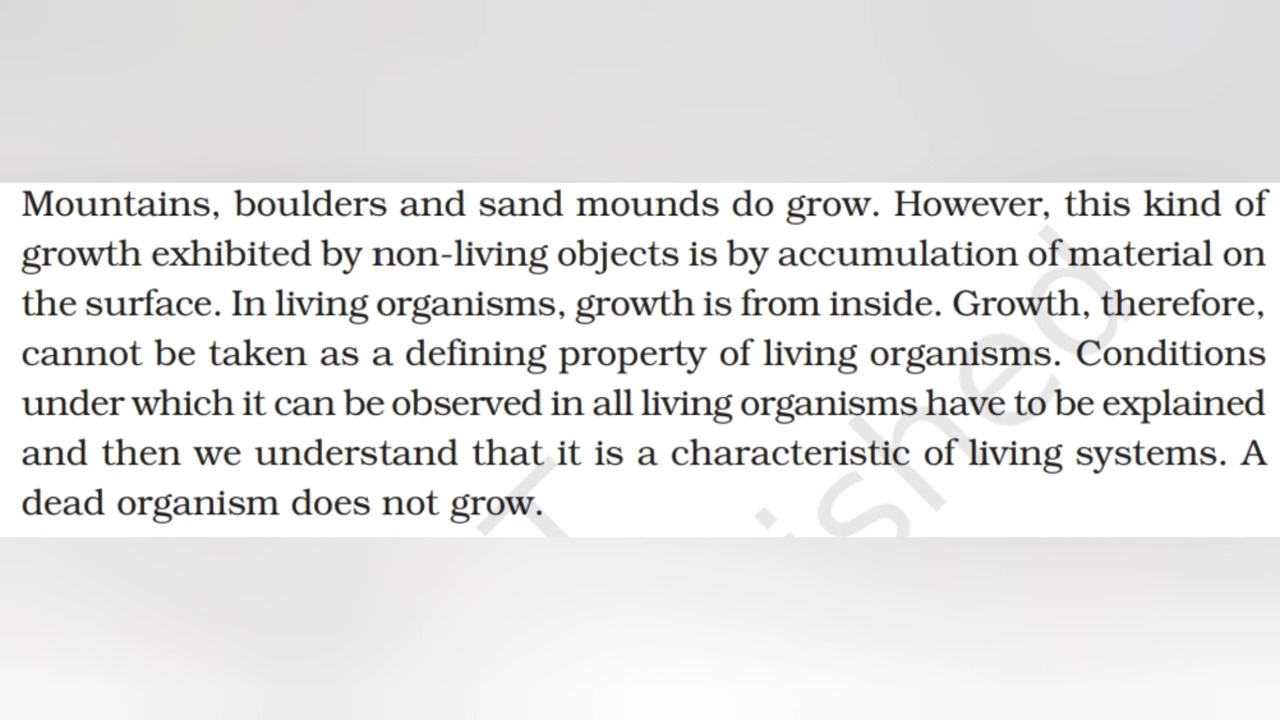 Mountains, boulders and sand mounds do grow. However, this kind of
growth exhibited by non-living objects is by accumulation of material on
the surface. In living organisms, growth is from inside. Growth, therefore,
cannot be taken as a defining property of living organisms. Conditions
under which it can be observed in all living organisms have to be explained
and then we understand that it is a characteristic of living systems. A
dead organism does not grow.